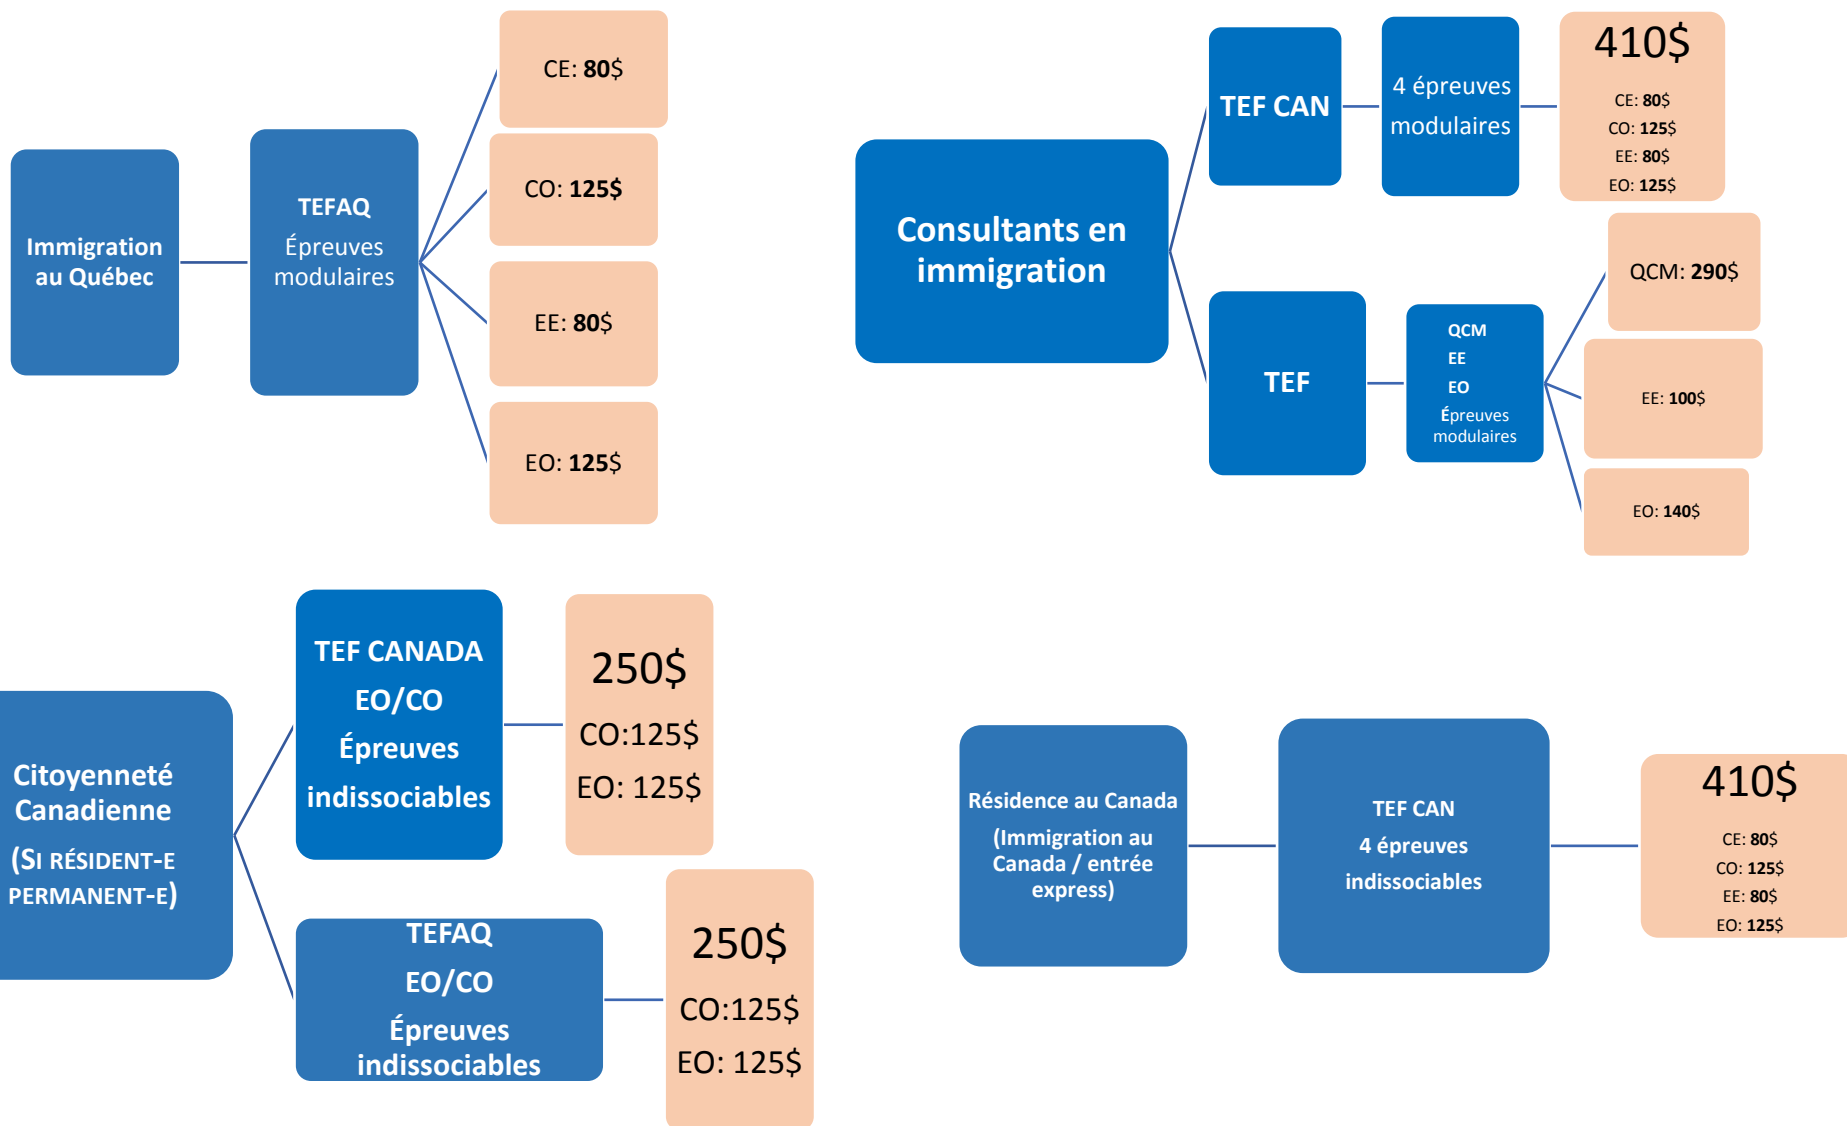 Immigration
au Québec
TEFAQ
Épreuves
modulaires
CE: 80$
CO: 125$
EE: 80$
EO: 125$
Consultants en
immigration
TEF CAN
4 épreuves
modulaires
410$
CE: 80$
CO: 125$
EE: 80$
EO: 125$
TEF
QCM
EE
EO
Épreuves
modulaires
QCM: 290$
EE: 100$
EO: 140$
Citoyenneté
Canadienne
(SI RÉSIDENT-E
PERMANENT-E)
TEF CANADA
EO/CO
Épreuves
indissociables
250$
CO:125$
EO: 125$
TEFAQ
EO/CO
Épreuves
indissociables
250$
CO:125$
EO: 125$
Résidence au Canada
(Immigration au
Canada / entrée
express)
TEF CAN
4 épreuves
indissociables
410$
CE: 80$
CO: 125$
EE: 80$
EO: 125$